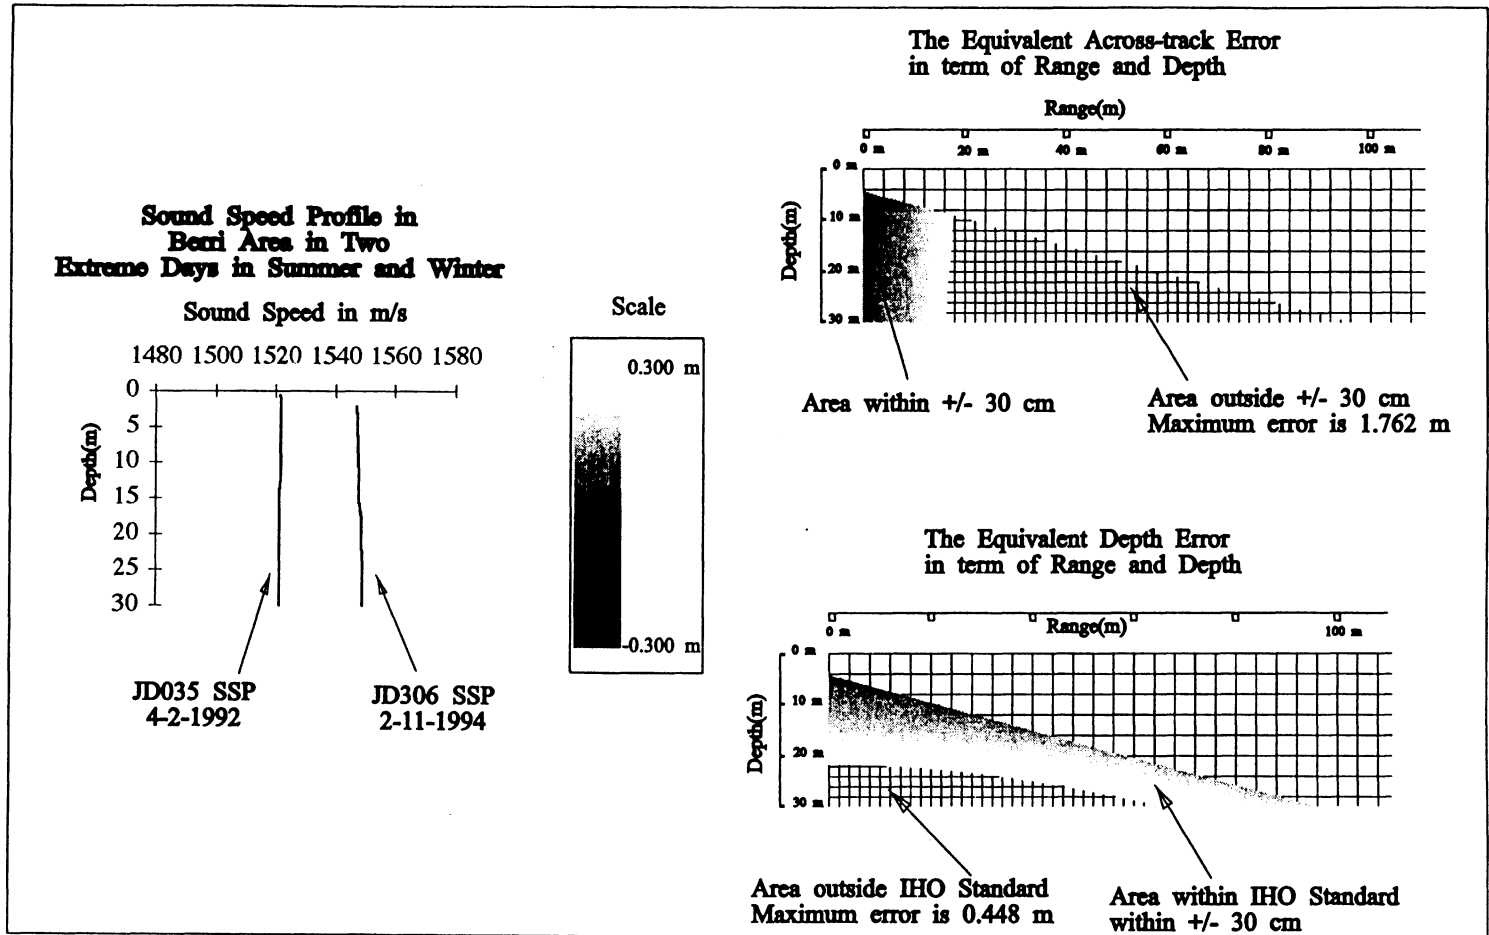 Sound Speed Profile in
Berri Area in Two
Extreme Days in Summer and Winter
Sound Speed in m/s
1480 1500 1520 1540 1560 1580
Depth(m)
0
5
10
15
20
25
30
JD035 SSP
4-2-1992
JD306 SSP
2-11-1994
Scale
0.300 m
-0.300 m
The Equivalent Across-track Error
in term of Range and Depth
Range(m)
0 m 20 m 40 m 60 m 80 m 100 m
Depth(m)
0 m
10 m
20 m
30 m
Area within +/- 30 cm
Area outside +/- 30 cm
Maximum error is 1.762 m
The Equivalent Depth Error
in term of Range and Depth
Range(m)
0 m 100 m
Depth(m)
0 m
10 m
20 m
30 m
Area outside IHO Standard
Maximum error is 0.448 m
Area within IHO Standard
within +/- 30 cm